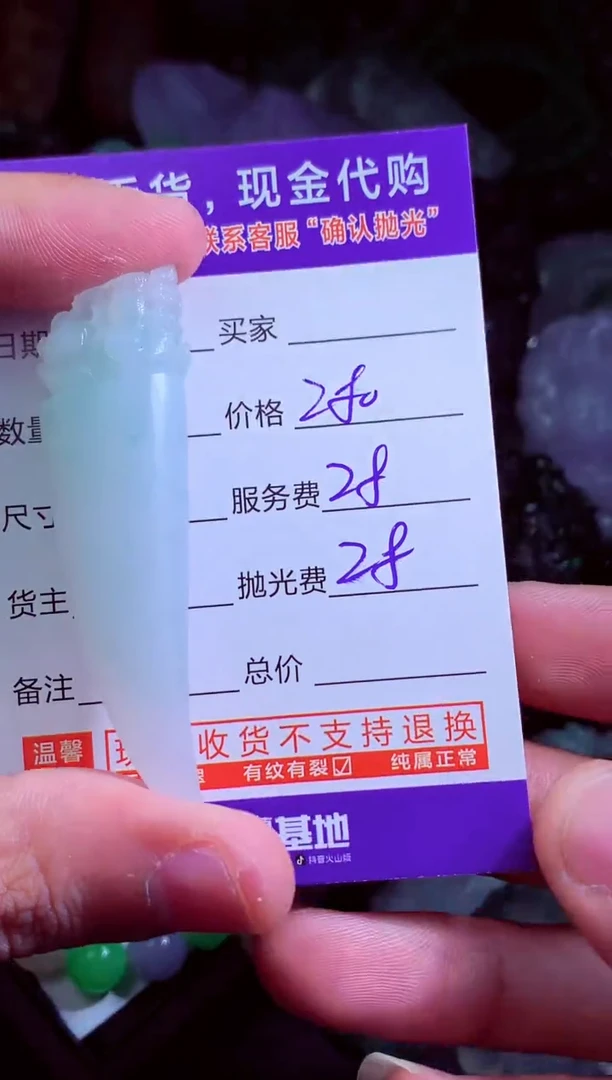 货，现金代购
联系客服“确认抛光”
日期 买家
数量 价格 280
尺寸 服务费 28
货主 抛光费 28
备注 总价
温馨 收货不支持退换
有纹有裂☑ 纯属正常
基地
抖音火山版